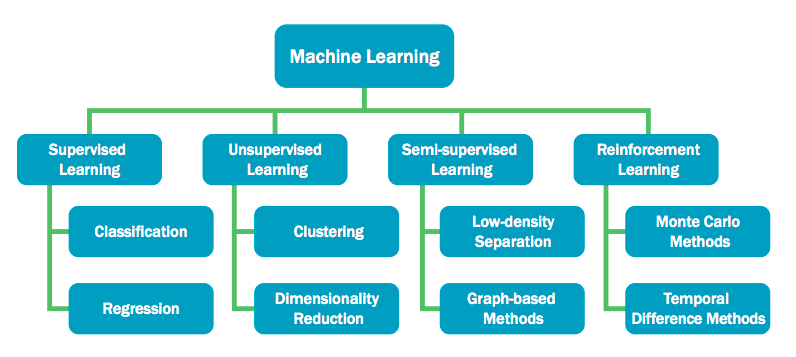 Machine Learning
Supervised
Learning
Unsupervised
Learning
Semi-supervised
Learning
Reinforcement
Learning
Classification
Clustering
Low-density
Separation
Monte Carlo
Methods
Regression
Dimensionality
Reduction
Graph-based
Methods
Temporal
Difference Methods